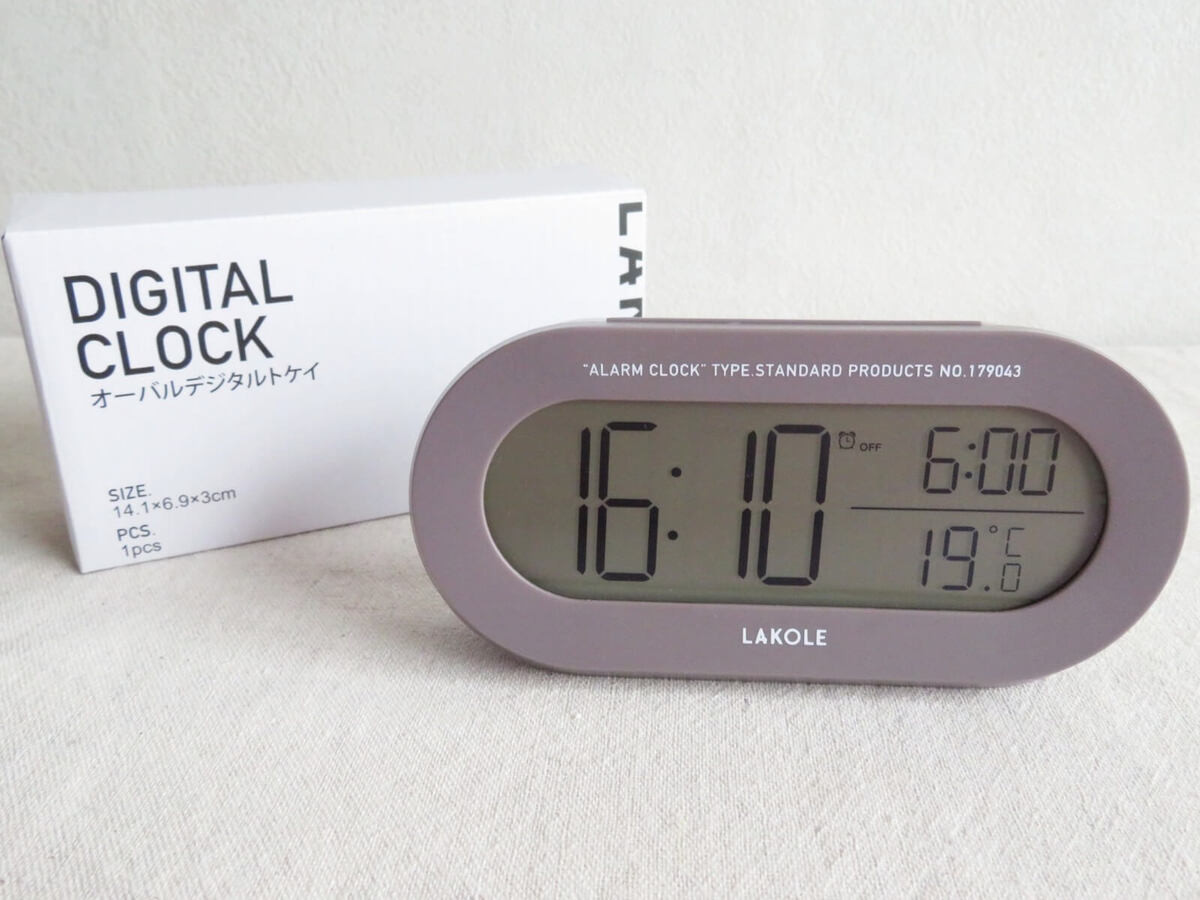 DIGITAL
CLOCK
オーバルデジタルトケイ
SIZE.
14.1×6.9×3cm
PCS.
1pcs
"ALARM CLOCK" TYPE.STANDARD PRODUCTS NO.179043
16:10
OFF
6:00
19.0°C
LAKOLE